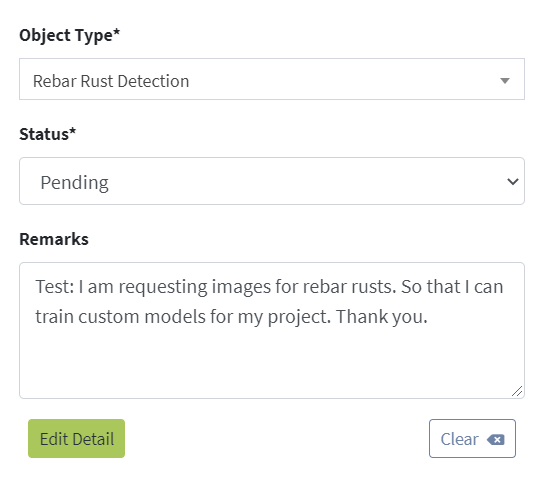 Object Type*
Rebar Rust Detection
Status*
Pending
Remarks
Test: I am requesting images for rebar rusts. So that I can
train custom models for my project. Thank you.
Edit Detail
Clear